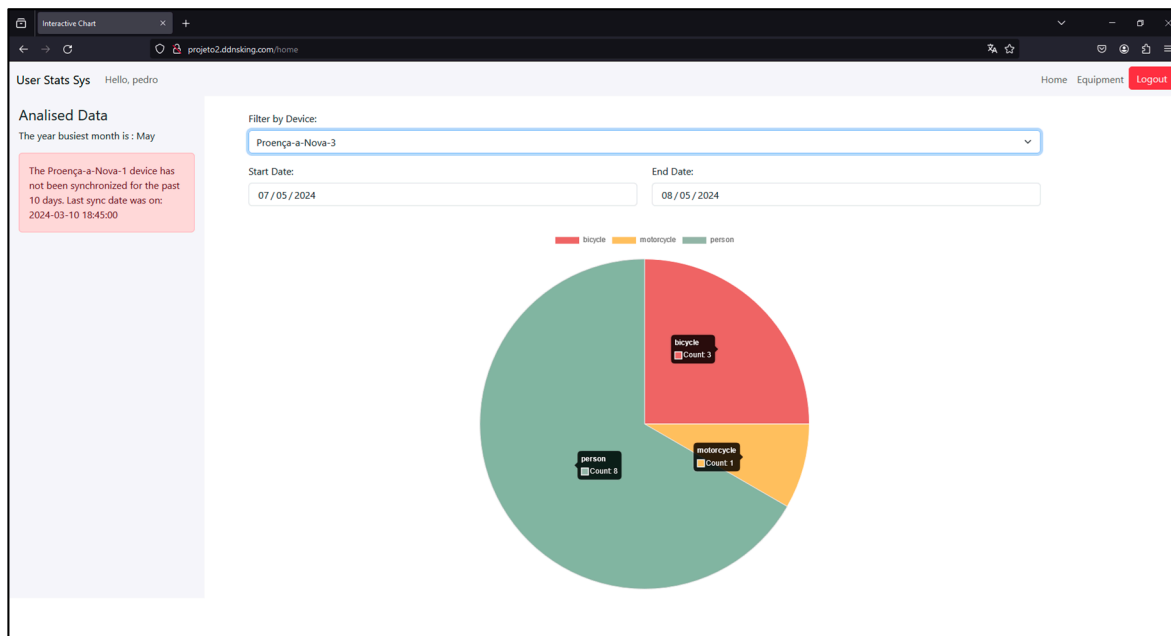 Interactive Chart
projeto2.ddnsking.com/home
User Stats Sys Hello, pedro
Home Equipment Logout
Analised Data
The year busiest month is : May
The Proença-a-Nova-1 device has
not been synchronized for the past
10 days. Last sync date was on:
2024-03-10 18:45:00
Filter by Device:
Proença-a-Nova-3
Start Date: End Date:
07 / 05 / 2024 08 / 05 / 2024
bicycle motorcycle person
bicycle
Count: 3
motorcycle
Count: 1
person
Count: 8